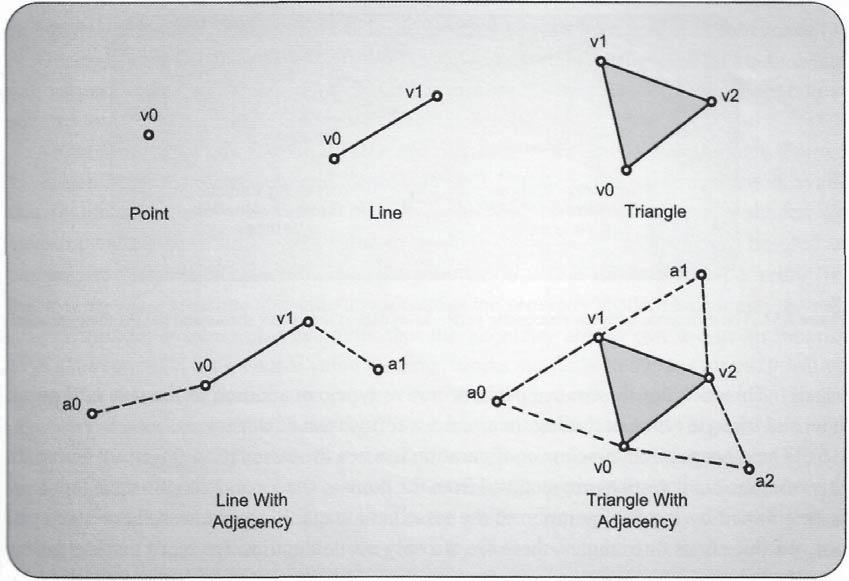 v0
Point
v0
v1
Line
v1
v2
v0
Triangle
a0
v0
v1
a1
Line With
Adjacency
a1
v1
v2
a0
v0
a2
Triangle With
Adjacency